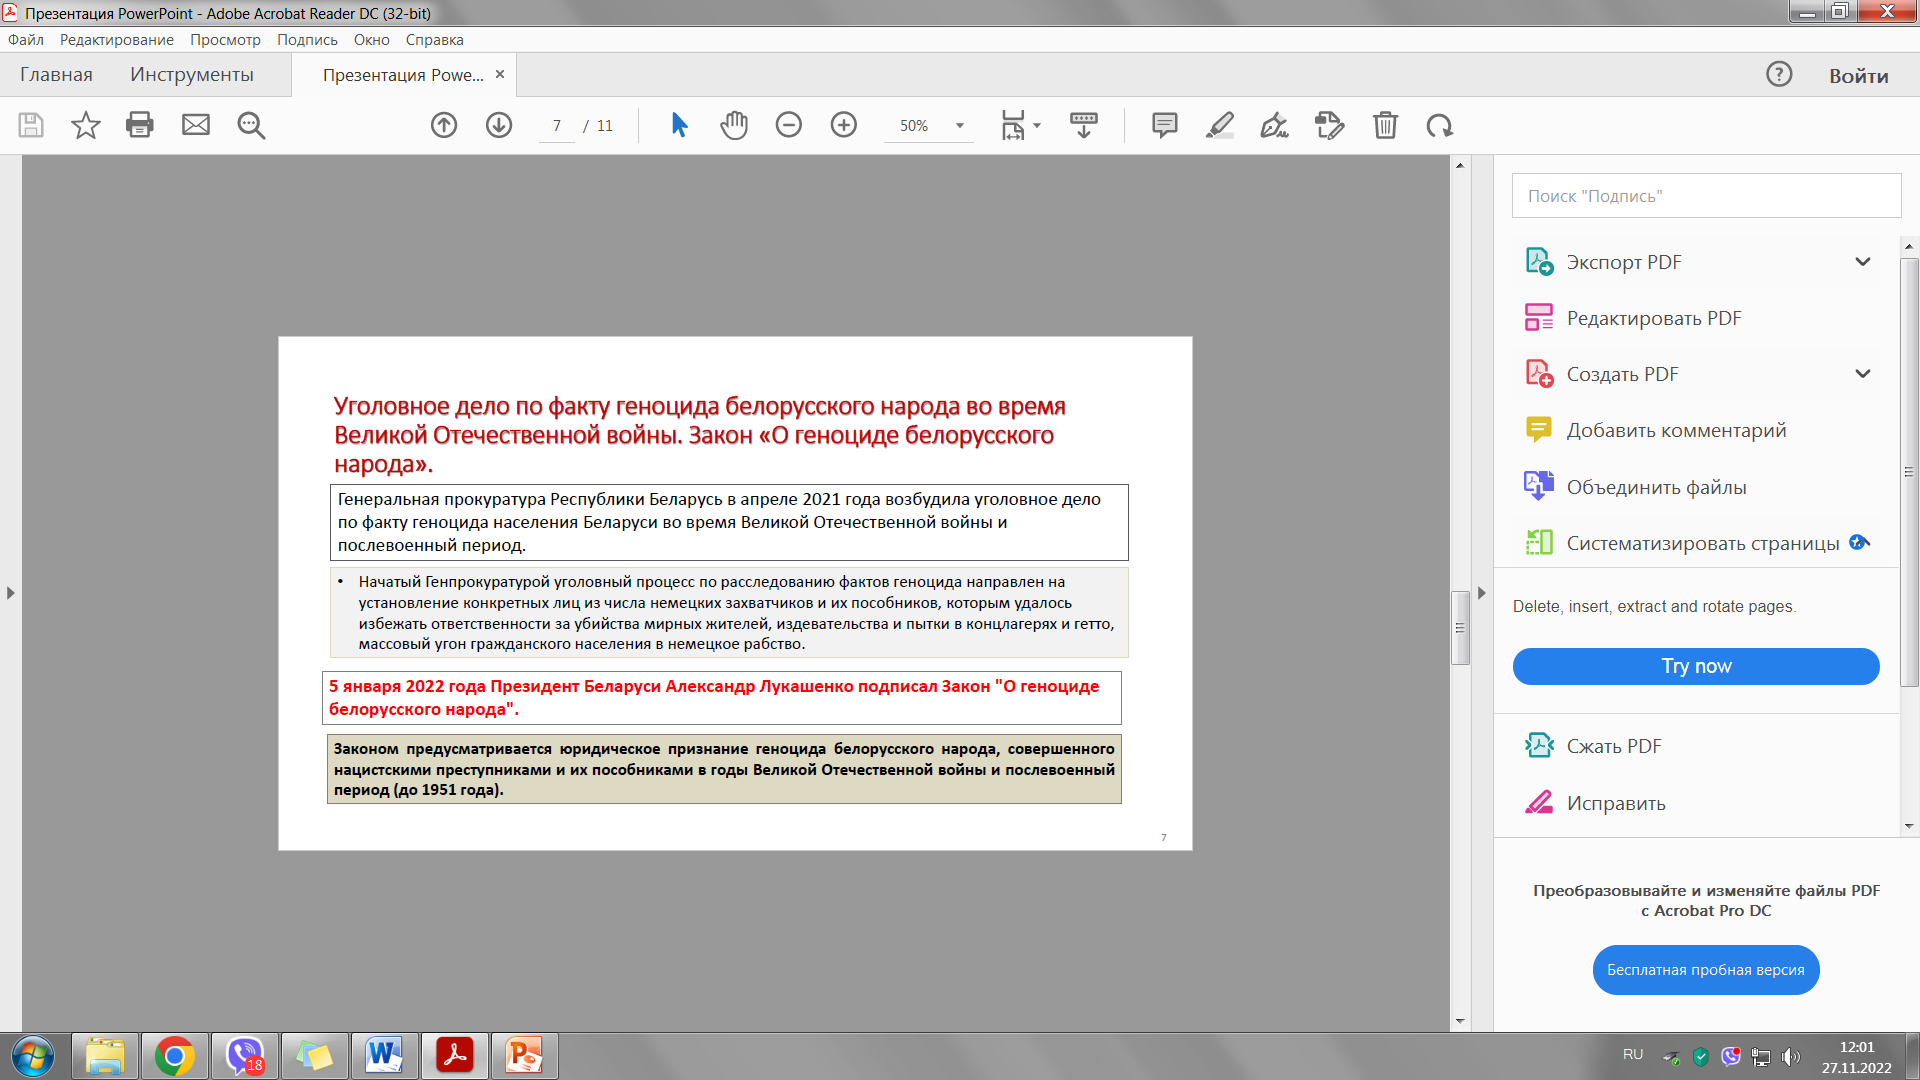 Презентация PowerPoint - Adobe Acrobat Reader DC (32-bit)
Файл Редактирование Просмотр Подпись Окно Справка
Главная Инструменты Презентация Powe... × ? Войти
7 / 11 50%
Уголовное дело по факту геноцида белорусского народа во время
Великой Отечественной войны. Закон «О геноциде белорусского
народа».
Генеральная прокуратура Республики Беларусь в апреле 2021 года возбудила уголовное дело
по факту геноцида населения Беларуси во время Великой Отечественной войны и
послевоенный период.
• Начатый Генпрокуратурой уголовный процесс по расследованию фактов геноцида направлен на
установление конкретных лиц из числа немецких захватчиков и их пособников, которым удалось
избежать ответственности за убийства мирных жителей, издевательства и пытки в концлагерях и гетто,
массовый угон гражданского населения в немецкое рабство.
5 января 2022 года Президент Беларуси Александр Лукашенко подписал Закон "О геноциде
белорусского народа".
Законом предусматривается юридическое признание геноцида белорусского народа, совершенного
нацистскими преступниками и их пособниками в годы Великой Отечественной войны и послевоенный
период (до 1951 года).
7
Поиск "Подпись"
Экспорт PDF
Редактировать PDF
Создать PDF
Добавить комментарий
Объединить файлы
Систематизировать страницы
Delete, insert, extract and rotate pages.
Try now
Сжать PDF
Исправить
Преобразовывайте и изменяйте файлы PDF
с Acrobat Pro DC
Бесплатная пробная версия
18
RU
12:01
27.11.2022